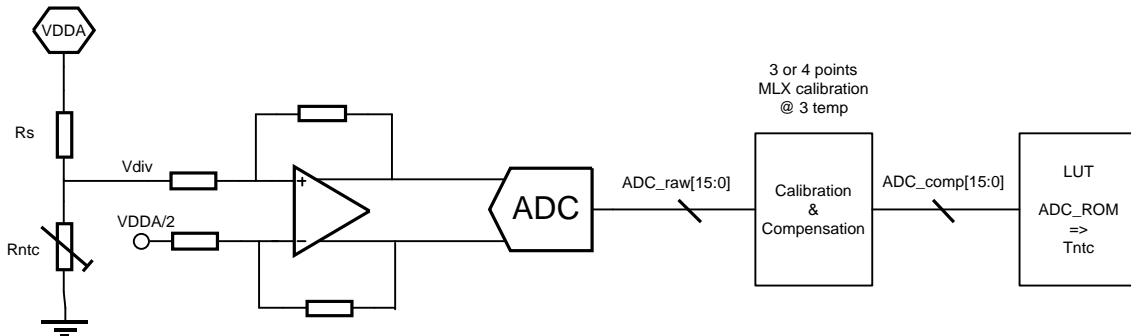 VDDA
Rs
Rntc
Vdiv
VDDA/2
+
−
ADC
ADC_raw[15:0]
3 or 4 points
MLX calibration
@ 3 temp
Calibration
&
Compensation
ADC_comp[15:0]
LUT
ADC_ROM
=>
Tntc